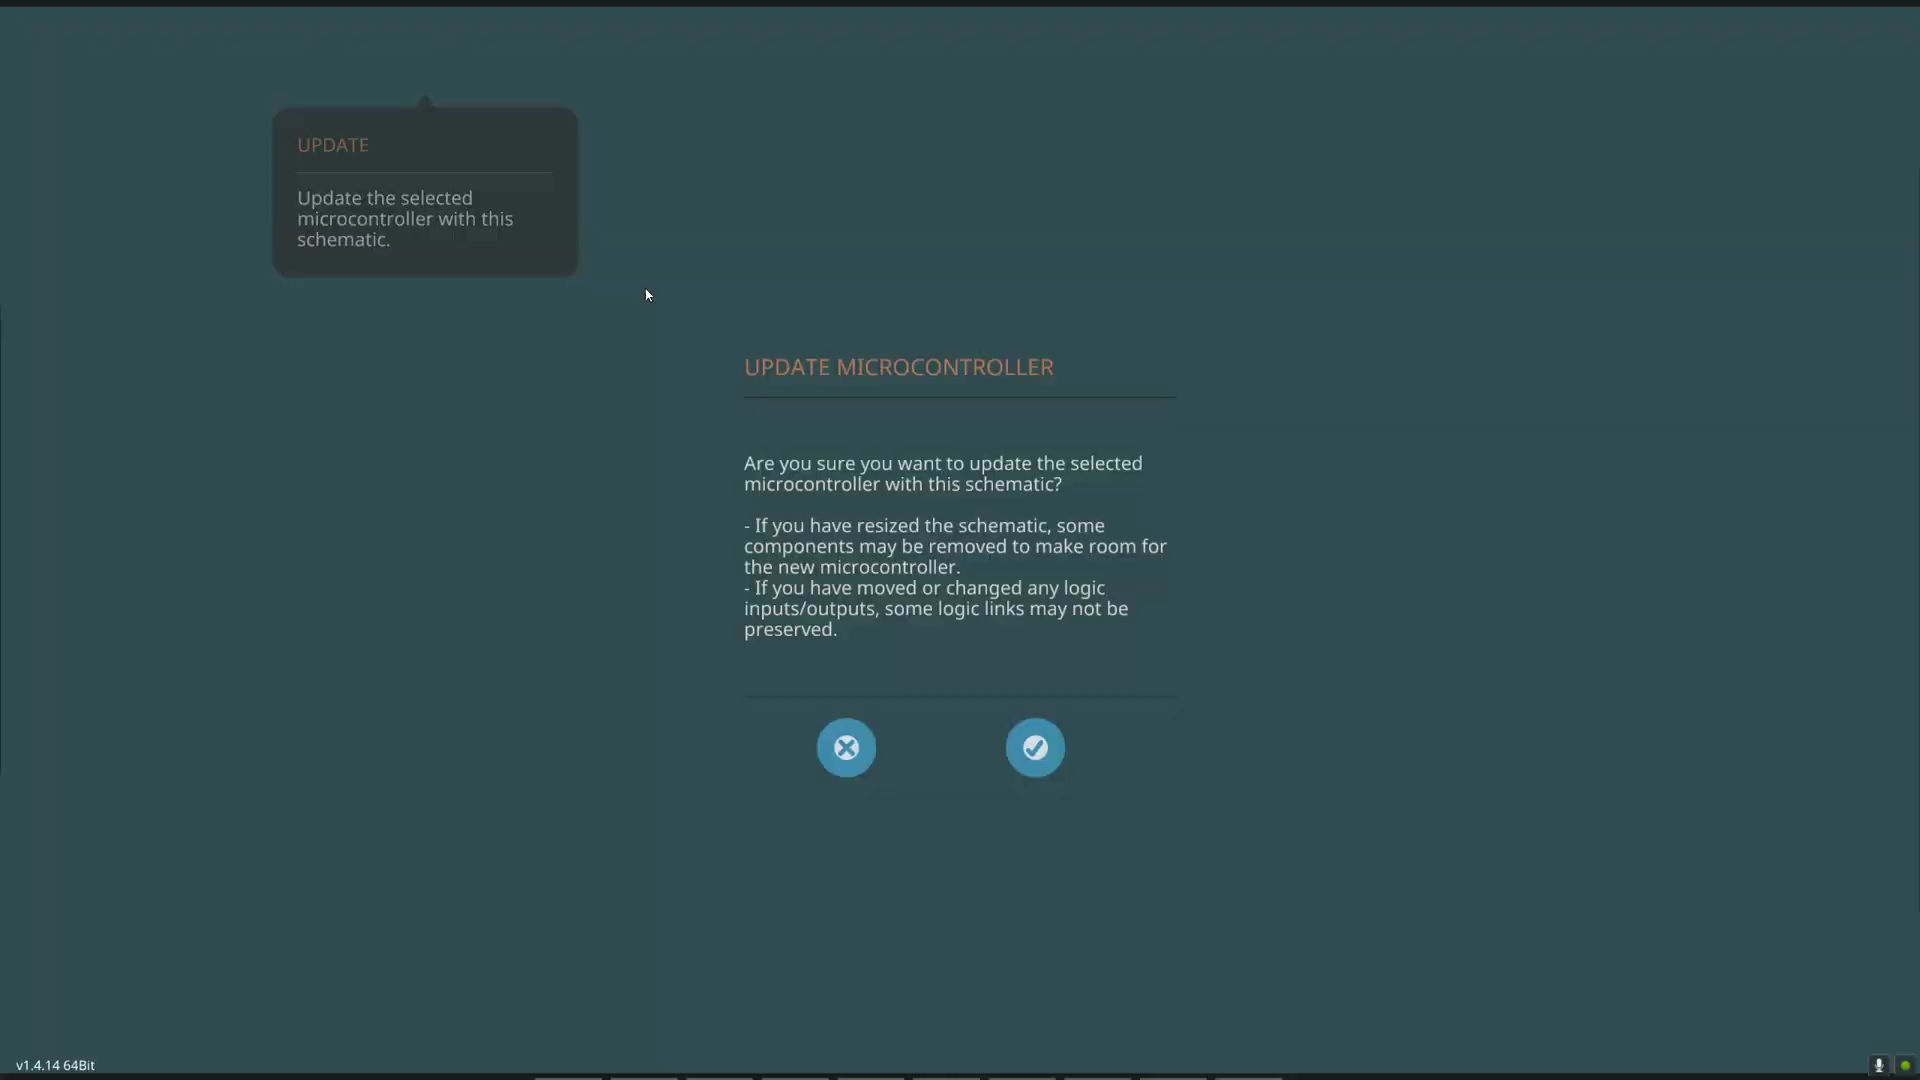 UPDATE
Update the selected
microcontroller with this
schematic.
UPDATE MICROCONTROLLER
Are you sure you want to update the selected
microcontroller with this schematic?
- If you have resized the schematic, some
components may be removed to make room for
the new microcontroller.
- If you have moved or changed any logic
inputs/outputs, some logic links may not be
preserved.
v1.4.14 64Bit